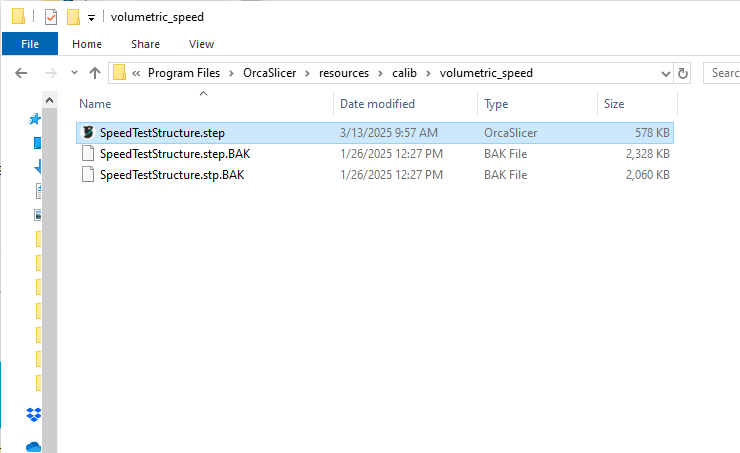 volumetric_speed
File Home Share View
« Program Files > OrcaSlicer > resources > calib > volumetric_speed Searc
Name Date modified Type Size
SpeedTestStructure.step 3/13/2025 9:57 AM OrcaSlicer 578 KB
SpeedTestStructure.step.BAK 1/26/2025 12:27 PM BAK File 2,328 KB
SpeedTestStructure.stp.BAK 1/26/2025 12:27 PM BAK File 2,060 KB